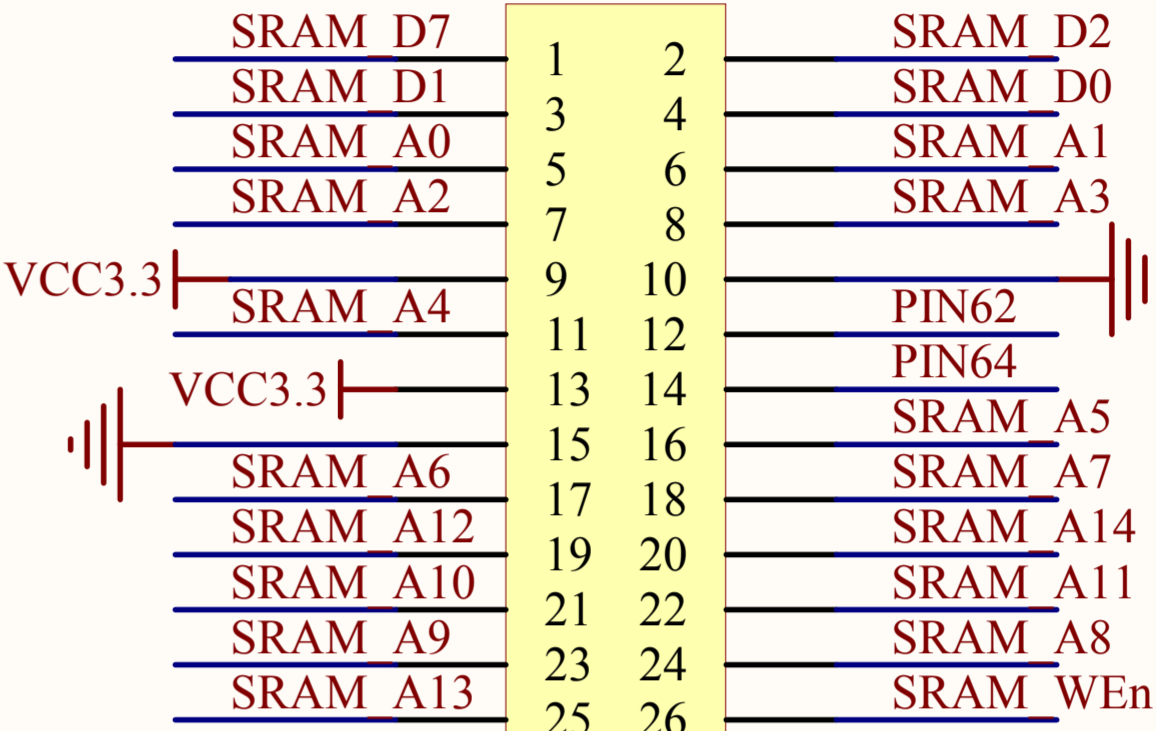 SRAM_D7 1 2 SRAM_D2
SRAM_D1 3 4 SRAM_D0
SRAM_A0 5 6 SRAM_A1
SRAM_A2 7 8 SRAM_A3
VCC3.3 9 10
SRAM_A4 11 12 PIN62
VCC3.3 13 14 PIN64
15 16 SRAM_A5
SRAM_A6 17 18 SRAM_A7
SRAM_A12 19 20 SRAM_A14
SRAM_A10 21 22 SRAM_A11
SRAM_A9 23 24 SRAM_A8
SRAM_A13 25 26 SRAM_WEn